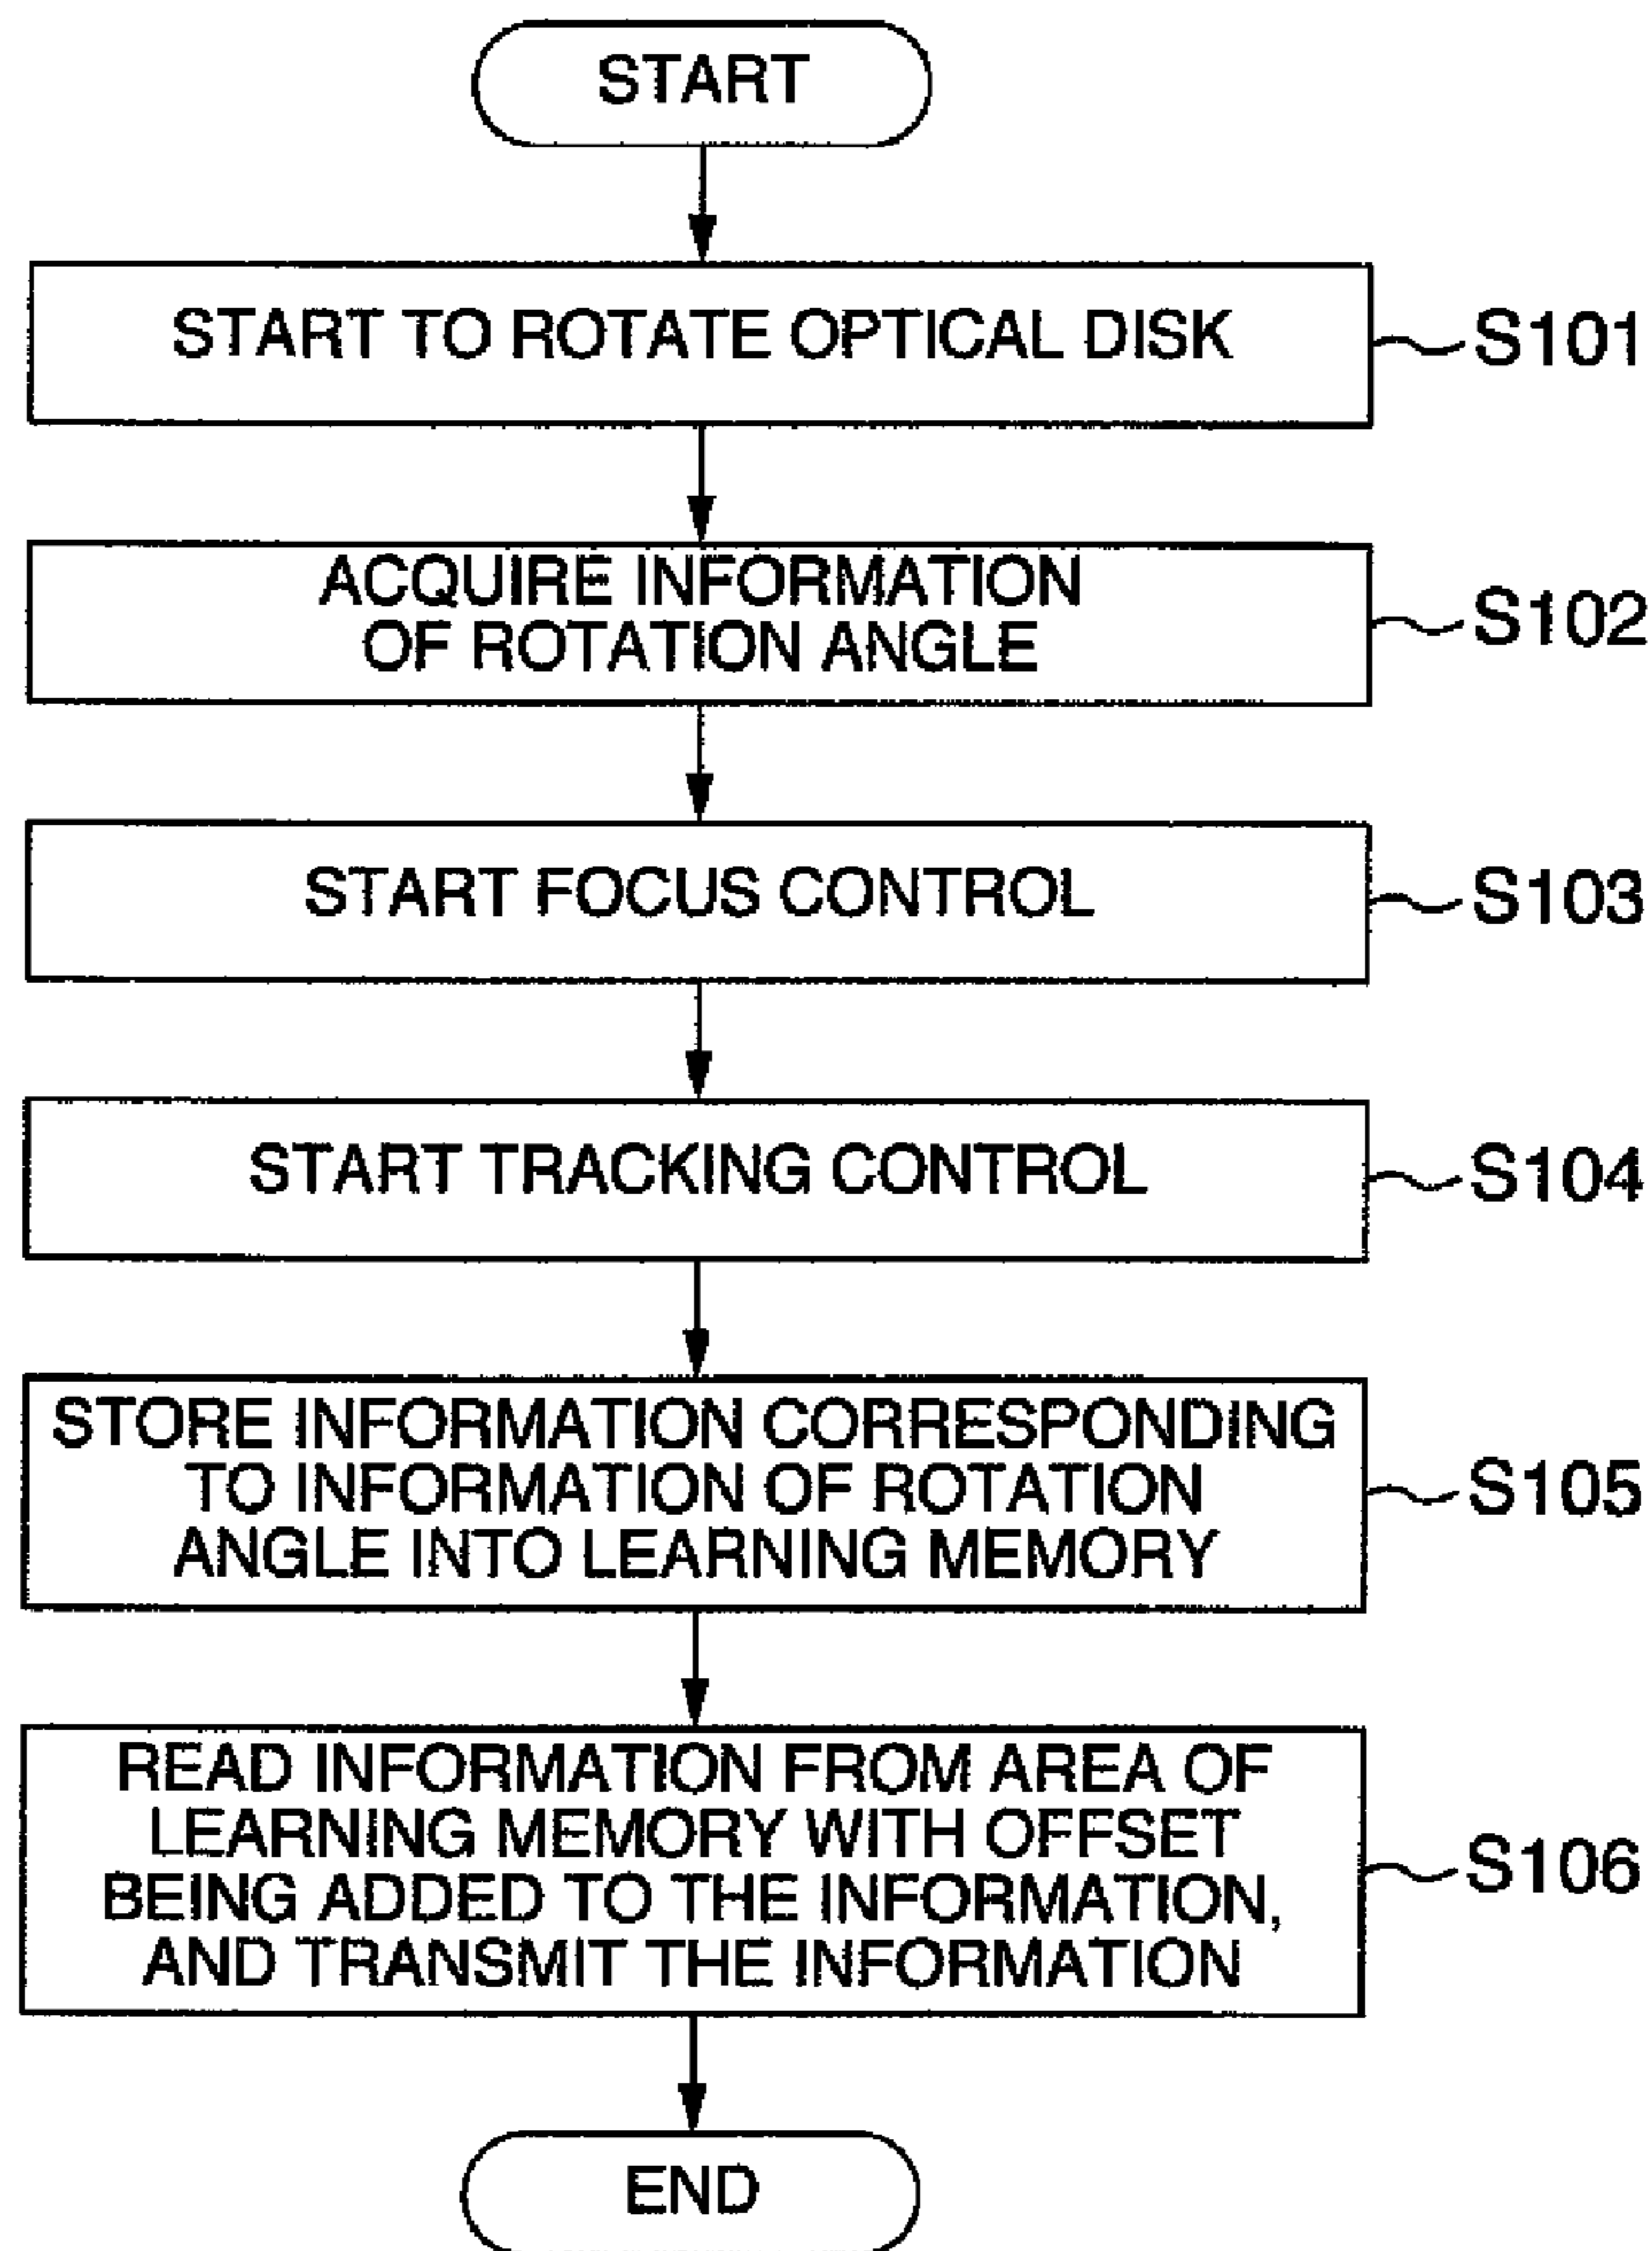 START
START TO ROTATE OPTICAL DISK
S101
ACQUIRE INFORMATION
OF ROTATION ANGLE
S102
START FOCUS CONTROL
S103
START TRACKING CONTROL
S104
STORE INFORMATION CORRESPONDING
TO INFORMATION OF ROTATION
ANGLE INTO LEARNING MEMORY
S105
READ INFORMATION FROM AREA OF
LEARNING MEMORY WITH OFFSET
BEING ADDED TO THE INFORMATION,
AND TRANSMIT THE INFORMATION
S106
END